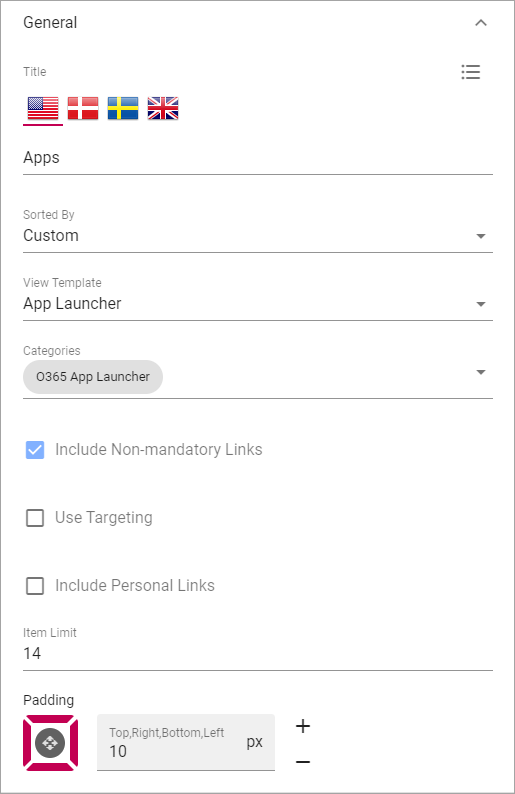 General
Title
Apps
Sorted By
Custom
View Template
App Launcher
Categories
O365 App Launcher
Include Non-mandatory Links
Use Targeting
Include Personal Links
Item Limit
14
Padding
Top,Right,Bottom,Left
10 px